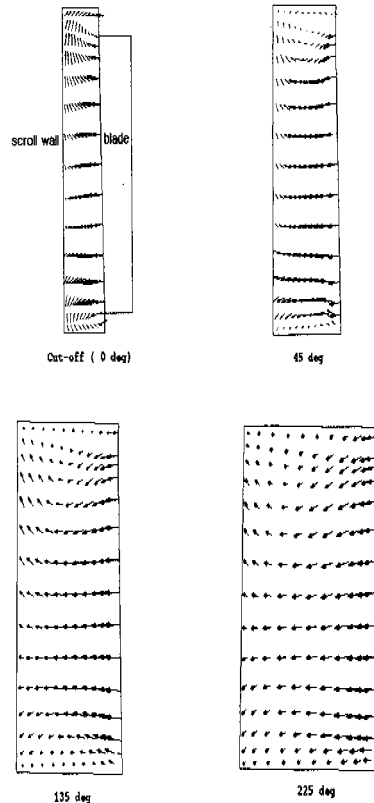 scroll wall
blade
Cut-off ( 0 deg)
45 deg
135 deg
225 deg